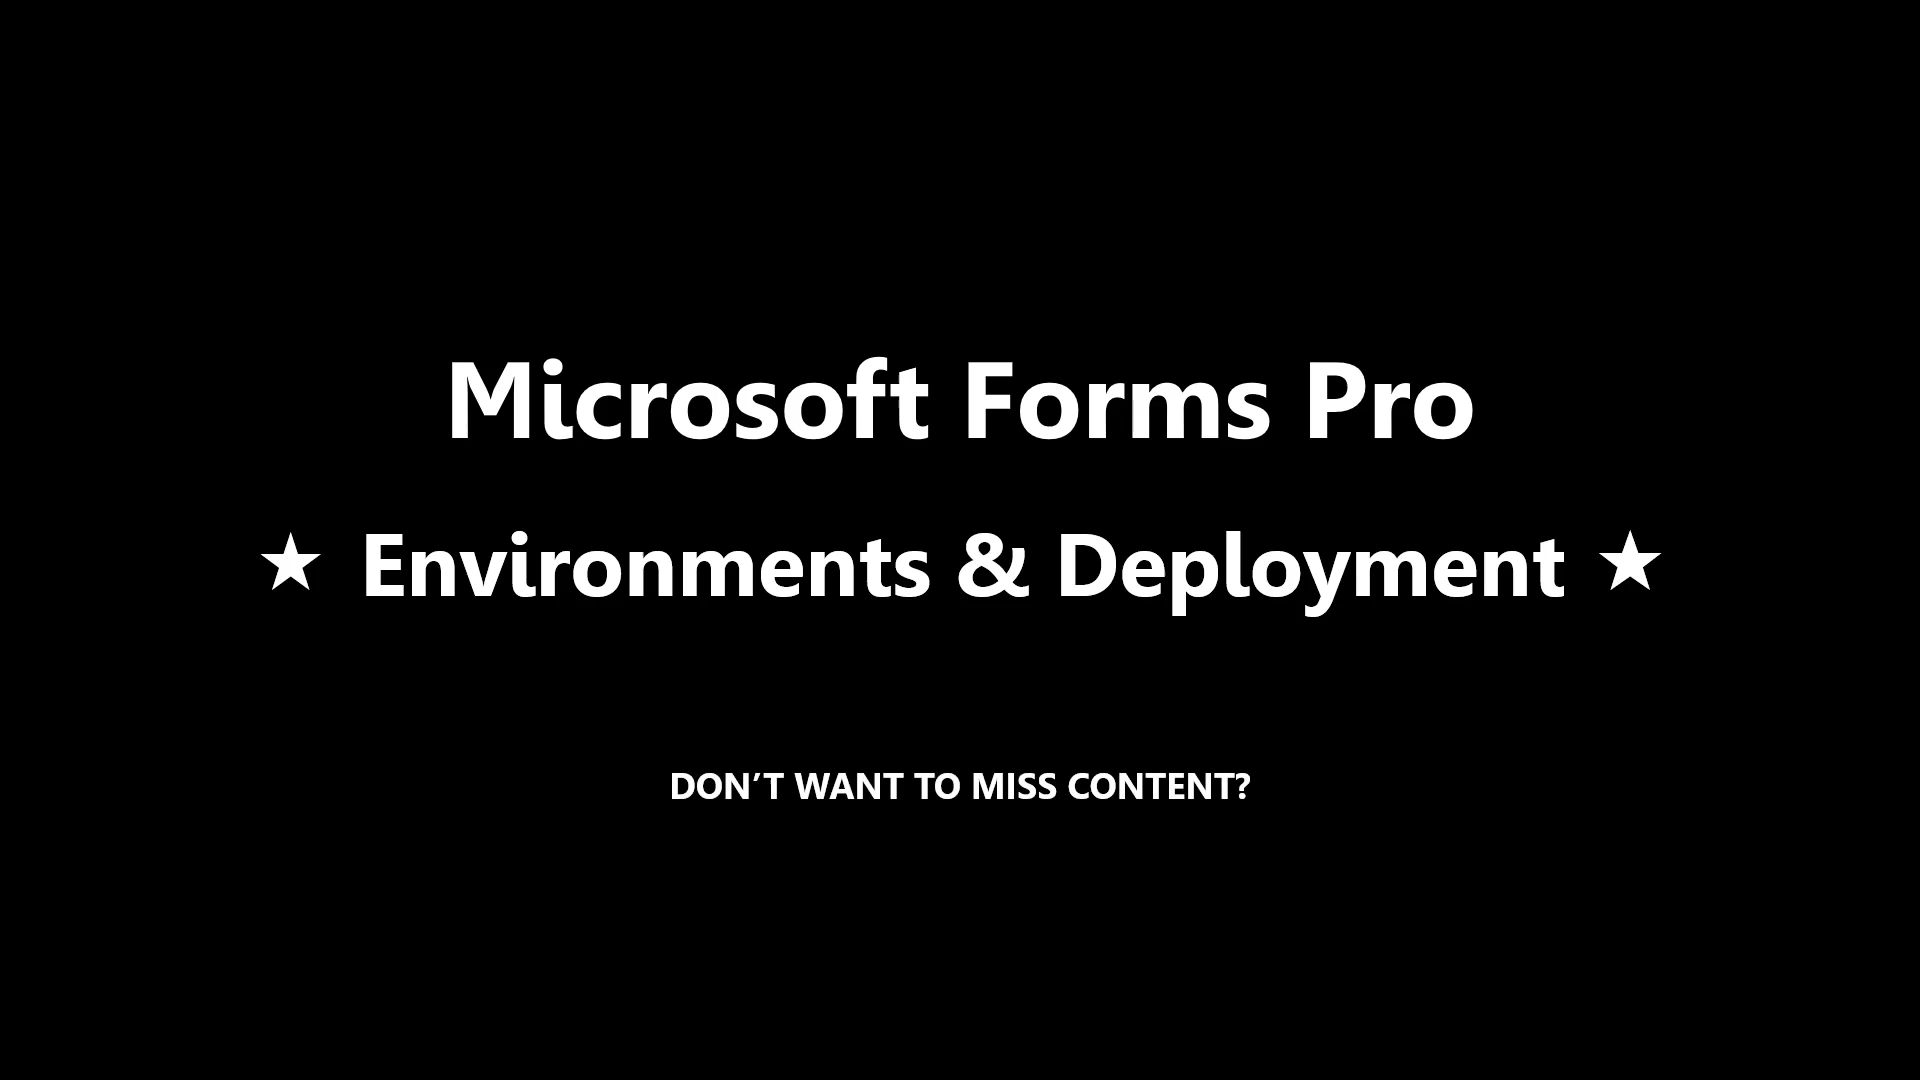 Microsoft Forms Pro
★ Environments & Deployment ★
DON’T WANT TO MISS CONTENT?